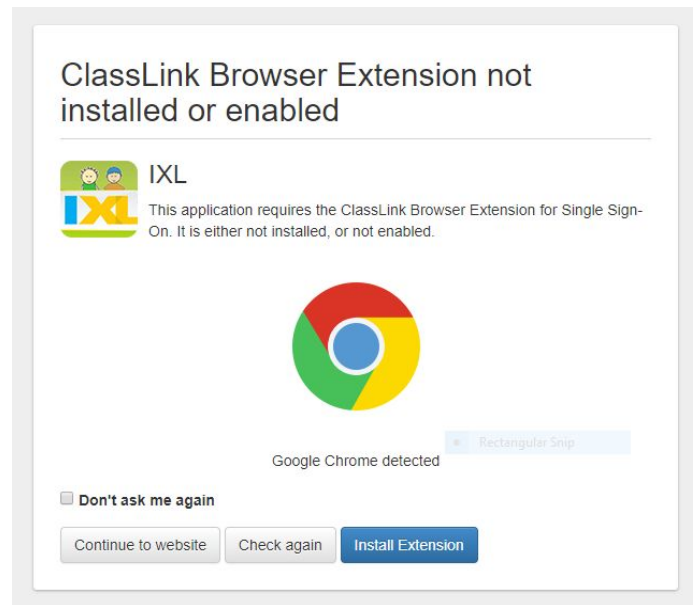 ClassLink Browser Extension not
installed or enabled
IXL
IXL
This application requires the ClassLink Browser Extension for Single Sign-
On. It is either not installed, or not enabled.
Rectangular Snip
Google Chrome detected
Don't ask me again
Continue to website
Check again
Install Extension